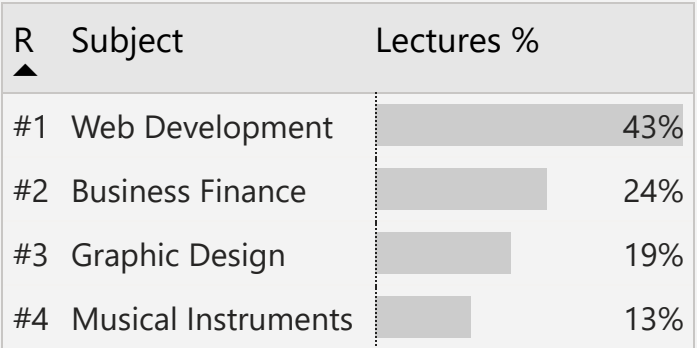 R Subject Lectures %
#1 Web Development 43%
#2 Business Finance 24%
#3 Graphic Design 19%
#4 Musical Instruments 13%